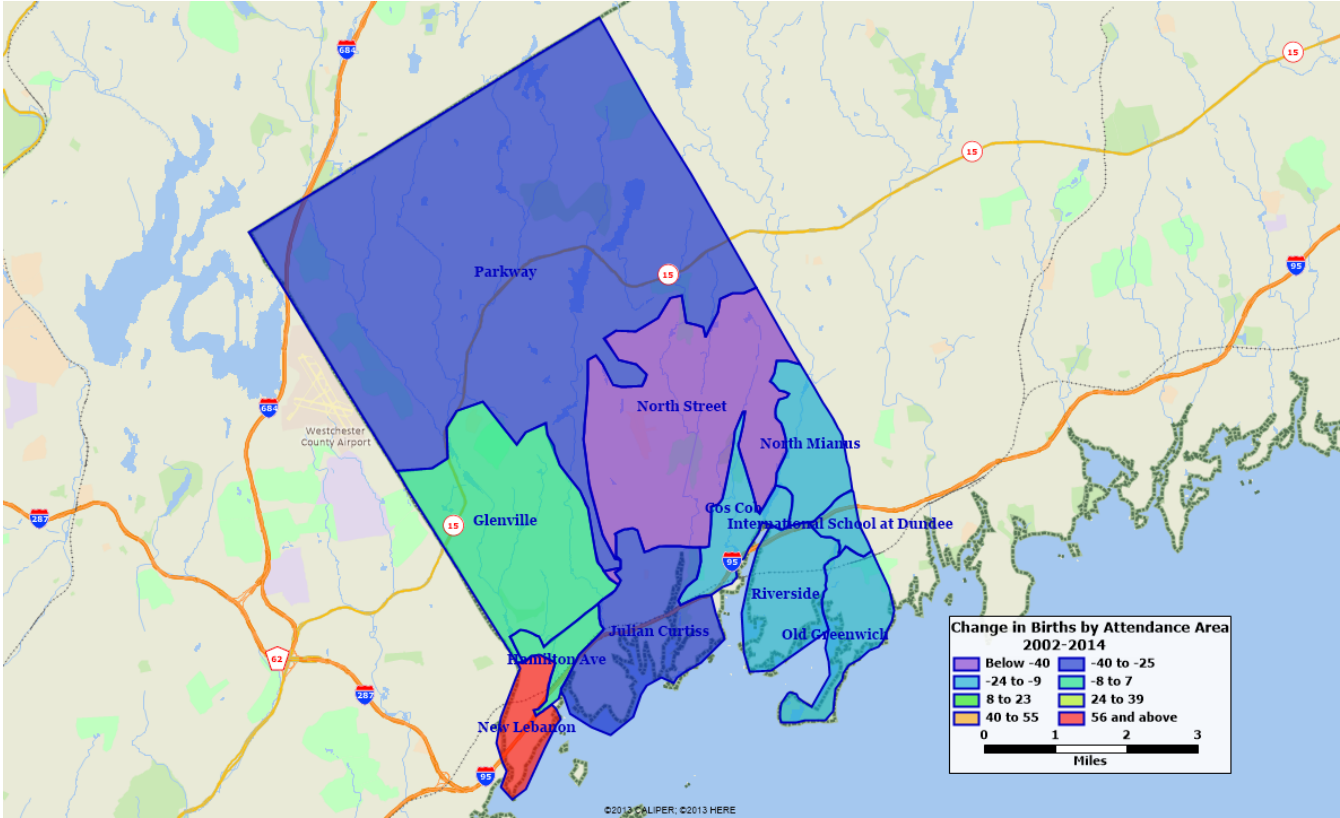 684
15
15
15
Parkway
95
684
Westchester
County Airport
North Street
North Mianus
Cos Cob
287
15
Glenville
International School at Dundee
95
Riverside
Julian Curtiss
Old Greenwich
62
Hamilton Ave
287
New Lebanon
95
Change in Births by Attendance Area
2002-2014
Below -40
-40 to -25
-24 to -9
-8 to 7
8 to 23
24 to 39
40 to 55
56 and above
0 1 2 3
Miles
©2013 CALIPER; ©2013 HERE